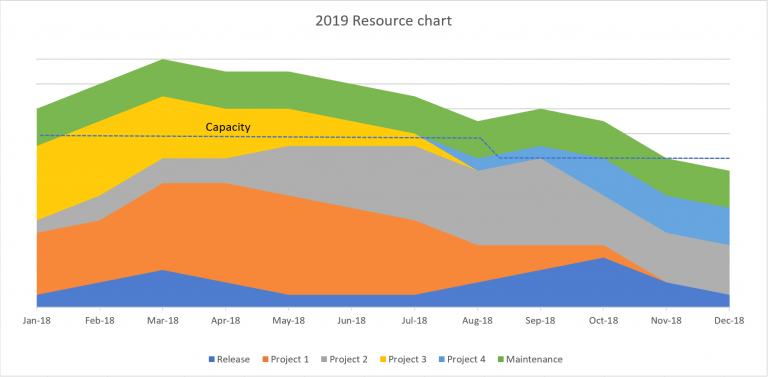 2019 Resource chart
Capacity
Jan-18 Feb-18 Mar-18 Apr-18 May-18 Jun-18 Jul-18 Aug-18 Sep-18 Oct-18 Nov-18 Dec-18
Release Project 1 Project 2 Project 3 Project 4 Maintenance